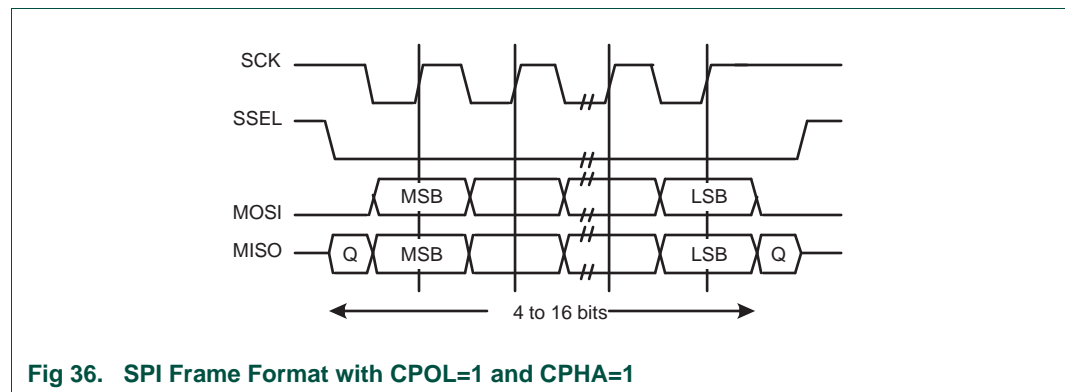 SCK
SSEL
MOSI
MSB
LSB
MISO
Q
MSB
LSB
Q
4 to 16 bits
Fig 36. SPI Frame Format with CPOL=1 and CPHA=1